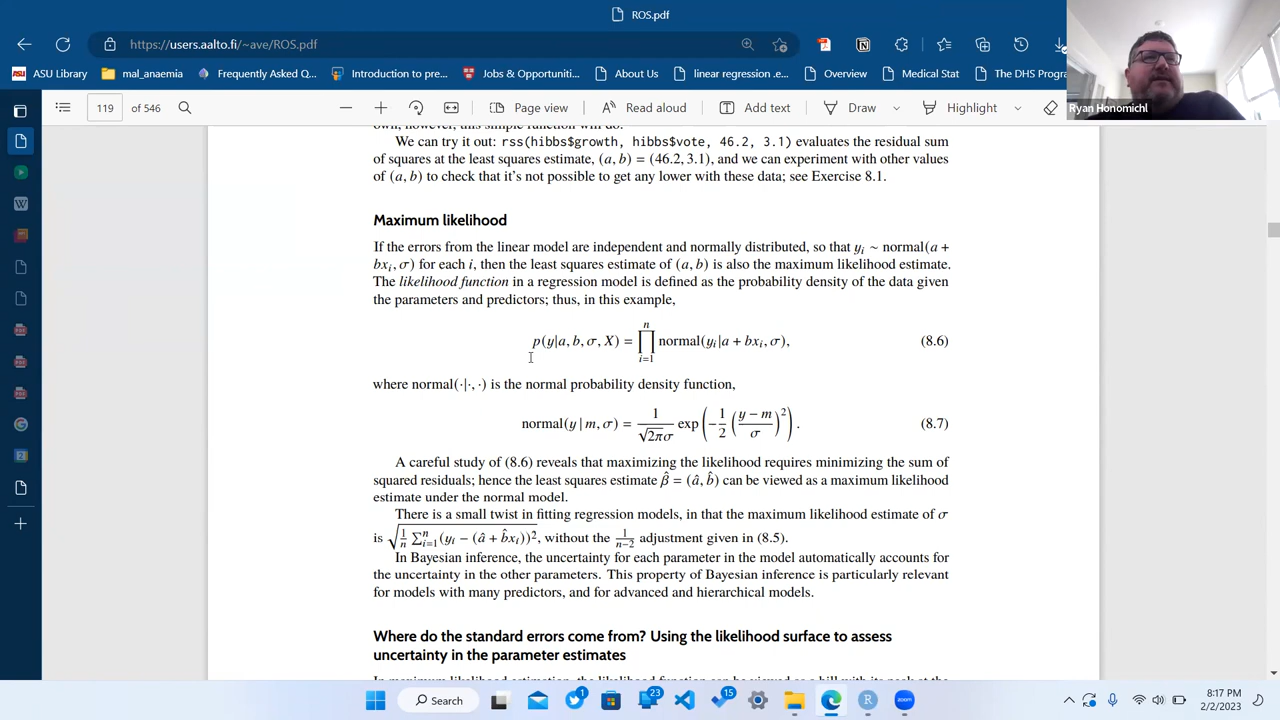 ROS.pdf
https://users.aalto.fi/~ave/ROS.pdf
ASU Library
mal_anaemia
Frequently Asked Q...
Introduction to pre...
Jobs & Opportuniti...
About Us
linear regression .e...
Overview
Medical Stat
The DHS Progra
Ryan Honomichl
119 of 546
Page view
Read aloud
Add text
Draw
Highlight
own, however, this simple function will do.
We can try it out: rss(hibbs$growth, hibbs$vote, 46.2, 3.1) evaluates the residual sum
of squares at the least squares estimate, (a, b) = (46.2, 3.1), and we can experiment with other values
of (a, b) to check that it's not possible to get any lower with these data; see Exercise 8.1.
Maximum likelihood
If the errors from the linear model are independent and normally distributed, so that yᵢ ~ normal(a +
bxᵢ, σ) for each i, then the least squares estimate of (a, b) is also the maximum likelihood estimate.
The likelihood function in a regression model is defined as the probability density of the data given
the parameters and predictors; thus, in this example,
p(y|a, b, σ, X) = ∏ⁿᵢ₌₁ normal(yᵢ|a + bxᵢ, σ), (8.6)
where normal(·|·, ·) is the normal probability density function,
normal(y | m, σ) = 1/(√2π σ) exp(−1/2 ((y − m)/σ)²). (8.7)
A careful study of (8.6) reveals that maximizing the likelihood requires minimizing the sum of
squared residuals; hence the least squares estimate β̂ = (â, b̂) can be viewed as a maximum likelihood
estimate under the normal model.
There is a small twist in fitting regression models, in that the maximum likelihood estimate of σ
is √(1/n ∑ⁿᵢ₌₁(yᵢ − (â + b̂xᵢ))²), without the 1/(n−2) adjustment given in (8.5).
In Bayesian inference, the uncertainty for each parameter in the model automatically accounts for
the uncertainty in the other parameters. This property of Bayesian inference is particularly relevant
for models with many predictors, and for advanced and hierarchical models.
Where do the standard errors come from? Using the likelihood surface to assess
uncertainty in the parameter estimates
Search
23
1
15
8:17 PM
2/2/2023